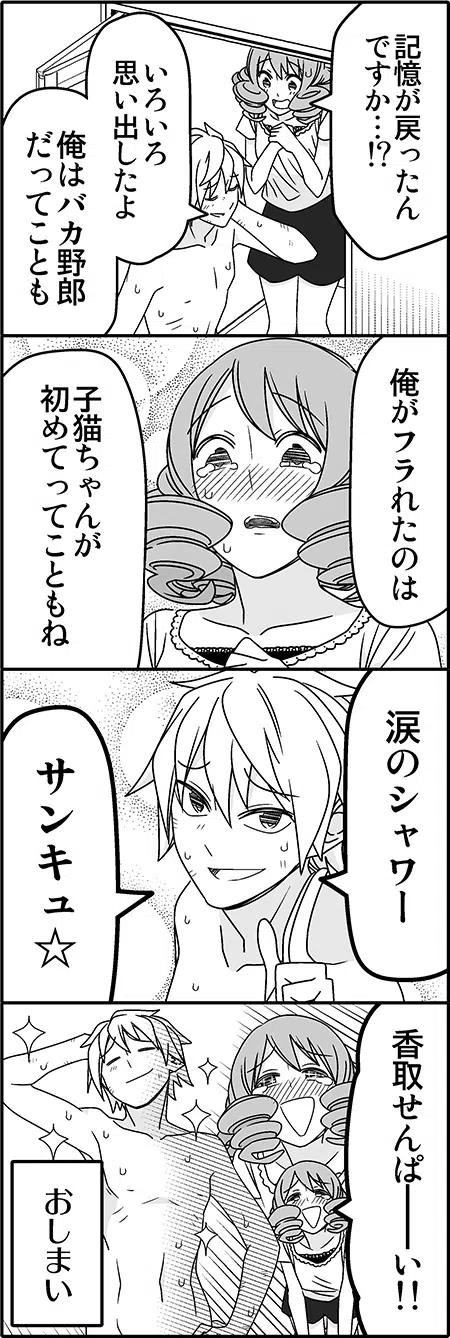 記憶が戻ったん
ですか…!?
いろいろ
思い出したよ
俺はバカ野郎
だってことも
俺がフラれたのは
子猫ちゃんが
初めてってこともね
涙のシャワー
サンキュ☆
香取せんぱーい!!
おしまい